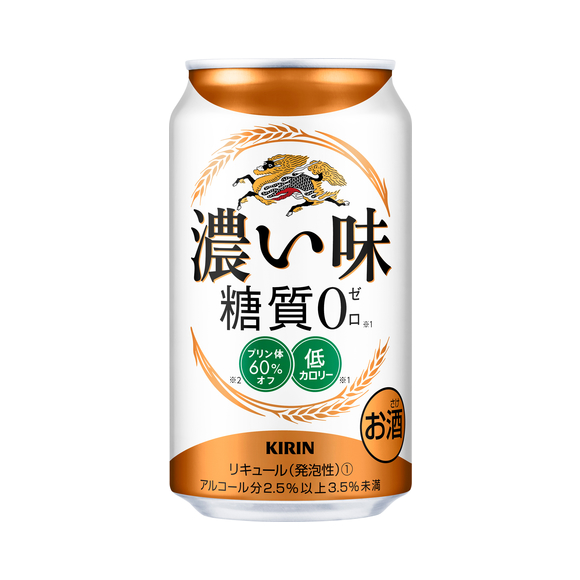 濃い味
糖質0 ゼロ ※1
プリン体
60%
オフ
※2
低
カロリー
※1
さけ
お酒
KIRIN
リキュール(発泡性)①
アルコール分2.5%以上3.5%未満